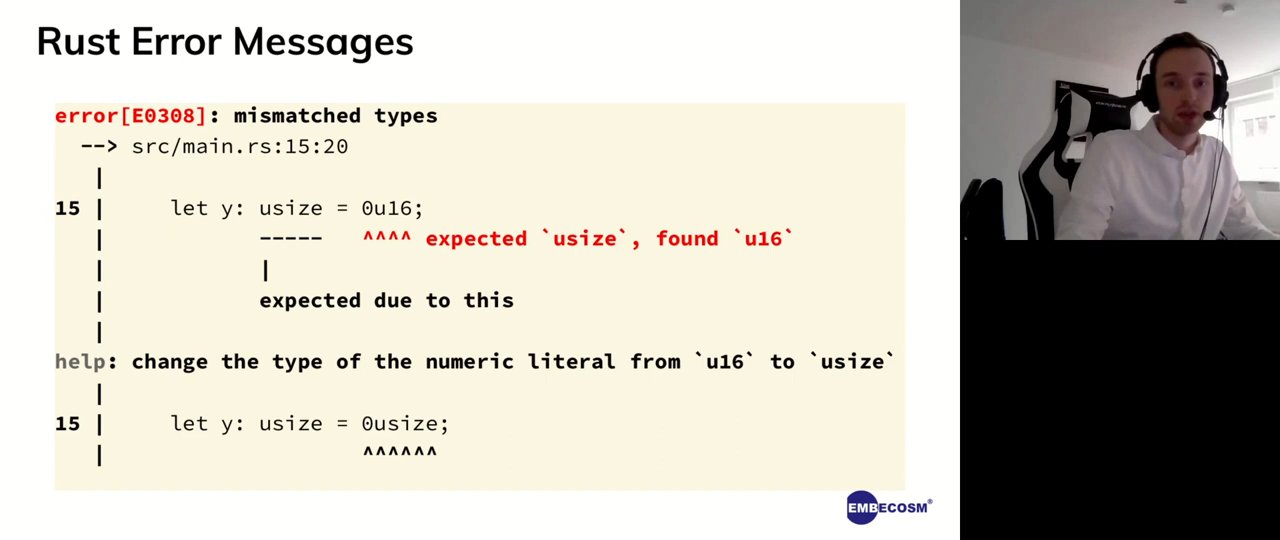 Rust Error Messages
error[E0308]: mismatched types
  --> src/main.rs:15:20
   |
15 |     let y: usize = 0u16;
   |            -----   ^^^^ expected `usize`, found `u16`
   |            |
   |            expected due to this
   |
help: change the type of the numeric literal from `u16` to `usize`
   |
15 |     let y: usize = 0usize;
   |                    ^^^^^^
EMBECOSM®